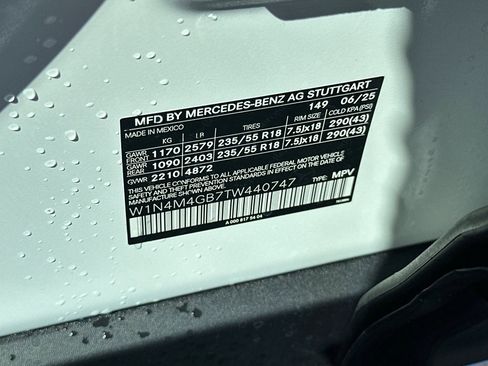 MFD BY MERCEDES-BENZ AG STUTTGART
MADE IN MEXICO 149 06/25
KG LB TIRES RIM SIZE COLD KPA (PSI)
GAWR FRONT 1170 2579 235/55 R18 7.5Jx18 290(43)
GAWR REAR 1090 2403 235/55 R18 7.5Jx18 290(43)
GVWR 2210 4872
THIS VEHICLE CONFORMS TO ALL APPLICABLE FEDERAL MOTOR VEHICLE
SAFETY AND THEFT PREVENTION STANDARDS IN EFFECT ON THE DATE OF
MANUFACTURE SHOWN ABOVE.
W1N4M4GB7TW440747 TYPE: MPV
A 000 817 54 04